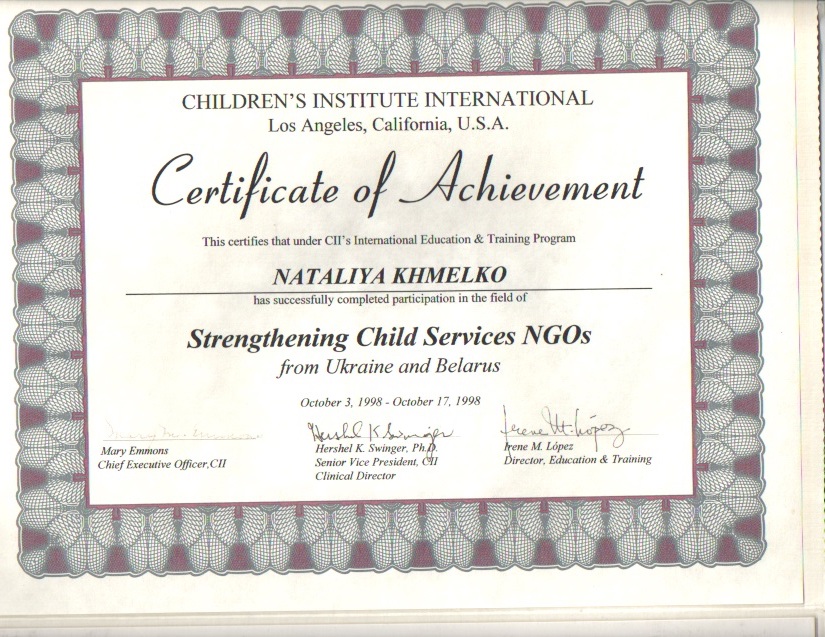 CHILDREN'S INSTITUTE INTERNATIONAL
Los Angeles, California, U.S.A.
Certificate of Achievement
This certifies that under CII's International Education & Training Program
NATALIYA KHMELKO
has successfully completed participation in the field of
Strengthening Child Services NGOs
from Ukraine and Belarus
October 3, 1998 - October 17, 1998
Mary M. Emmons
Hershel K Swinger
Irene M. López
Mary Emmons
Chief Executive Officer,CII
Hershel K. Swinger, Ph.D.
Senior Vice President, CII
Clinical Director
Irene M. López
Director, Education & Training